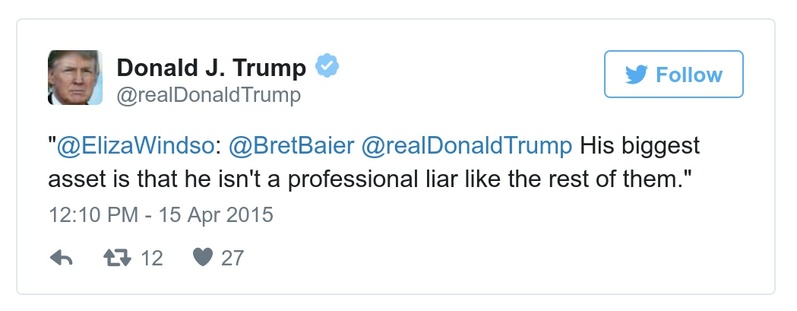 Donald J. Trump
@realDonaldTrump
Follow
"@ElizaWindso: @BretBaier @realDonaldTrump His biggest
asset is that he isn't a professional liar like the rest of them."
12:10 PM - 15 Apr 2015
12 27